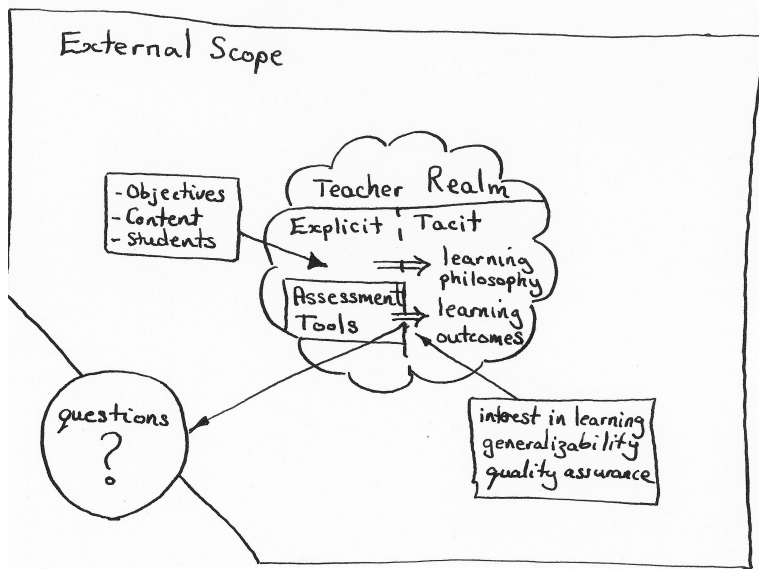 External Scope
Teacher Realm
- Objectives
- Content
- Students
Explicit
Tacit
learning
philosophy
Assessment
Tools
learning
outcomes
questions
?
interest in learning
generalizability
quality assurance